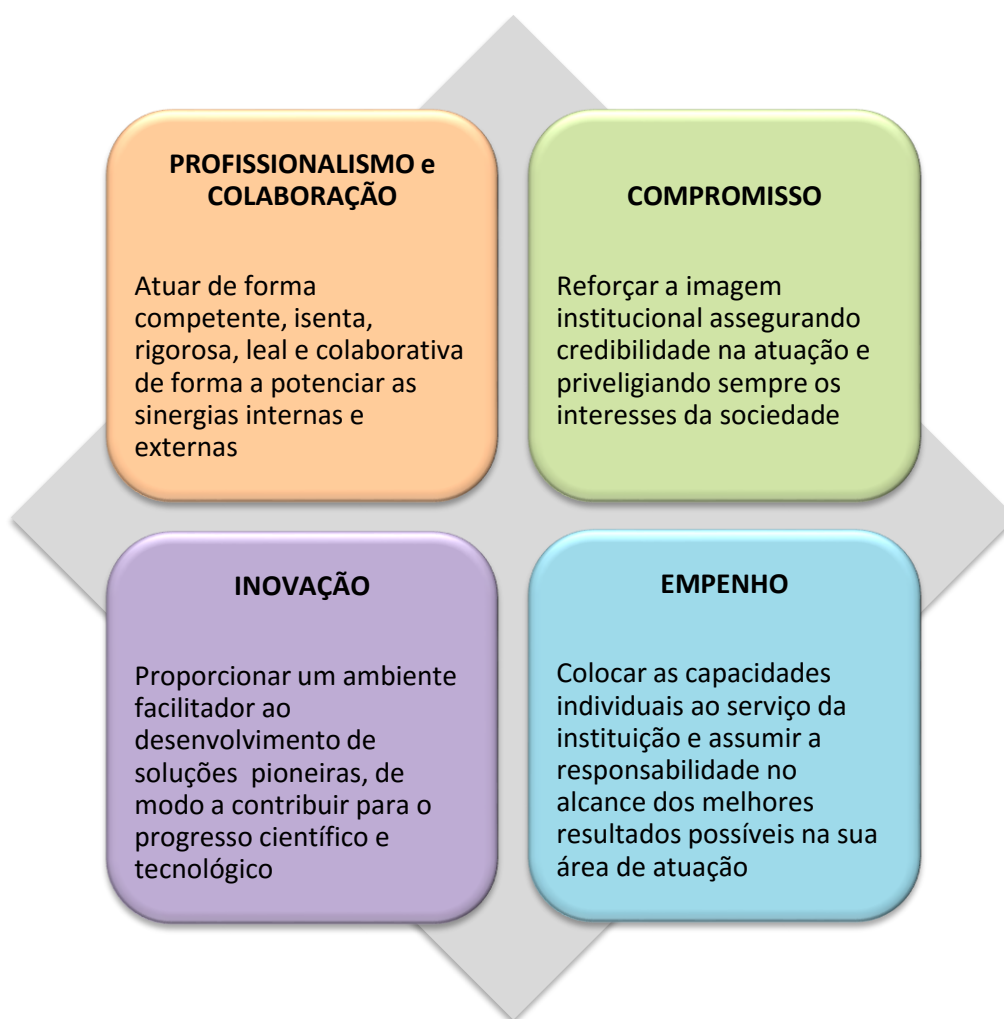 PROFISSIONALISMO e
COLABORAÇÃO
Atuar de forma
competente, isenta,
rigorosa, leal e colaborativa
de forma a potenciar as
sinergias internas e
externas
COMPROMISSO
Reforçar a imagem
institucional assegurando
credibilidade na atuação e
priveligiando sempre os
interesses da sociedade
INOVAÇÃO
Proporcionar um ambiente
facilitador ao
desenvolvimento de
soluções  pioneiras, de
modo a contribuir para o
progresso científico e
tecnológico
EMPENHO
Colocar as capacidades
individuais ao serviço da
instituição e assumir a
responsabilidade no
alcance dos melhores
resultados possíveis na sua
área de atuação